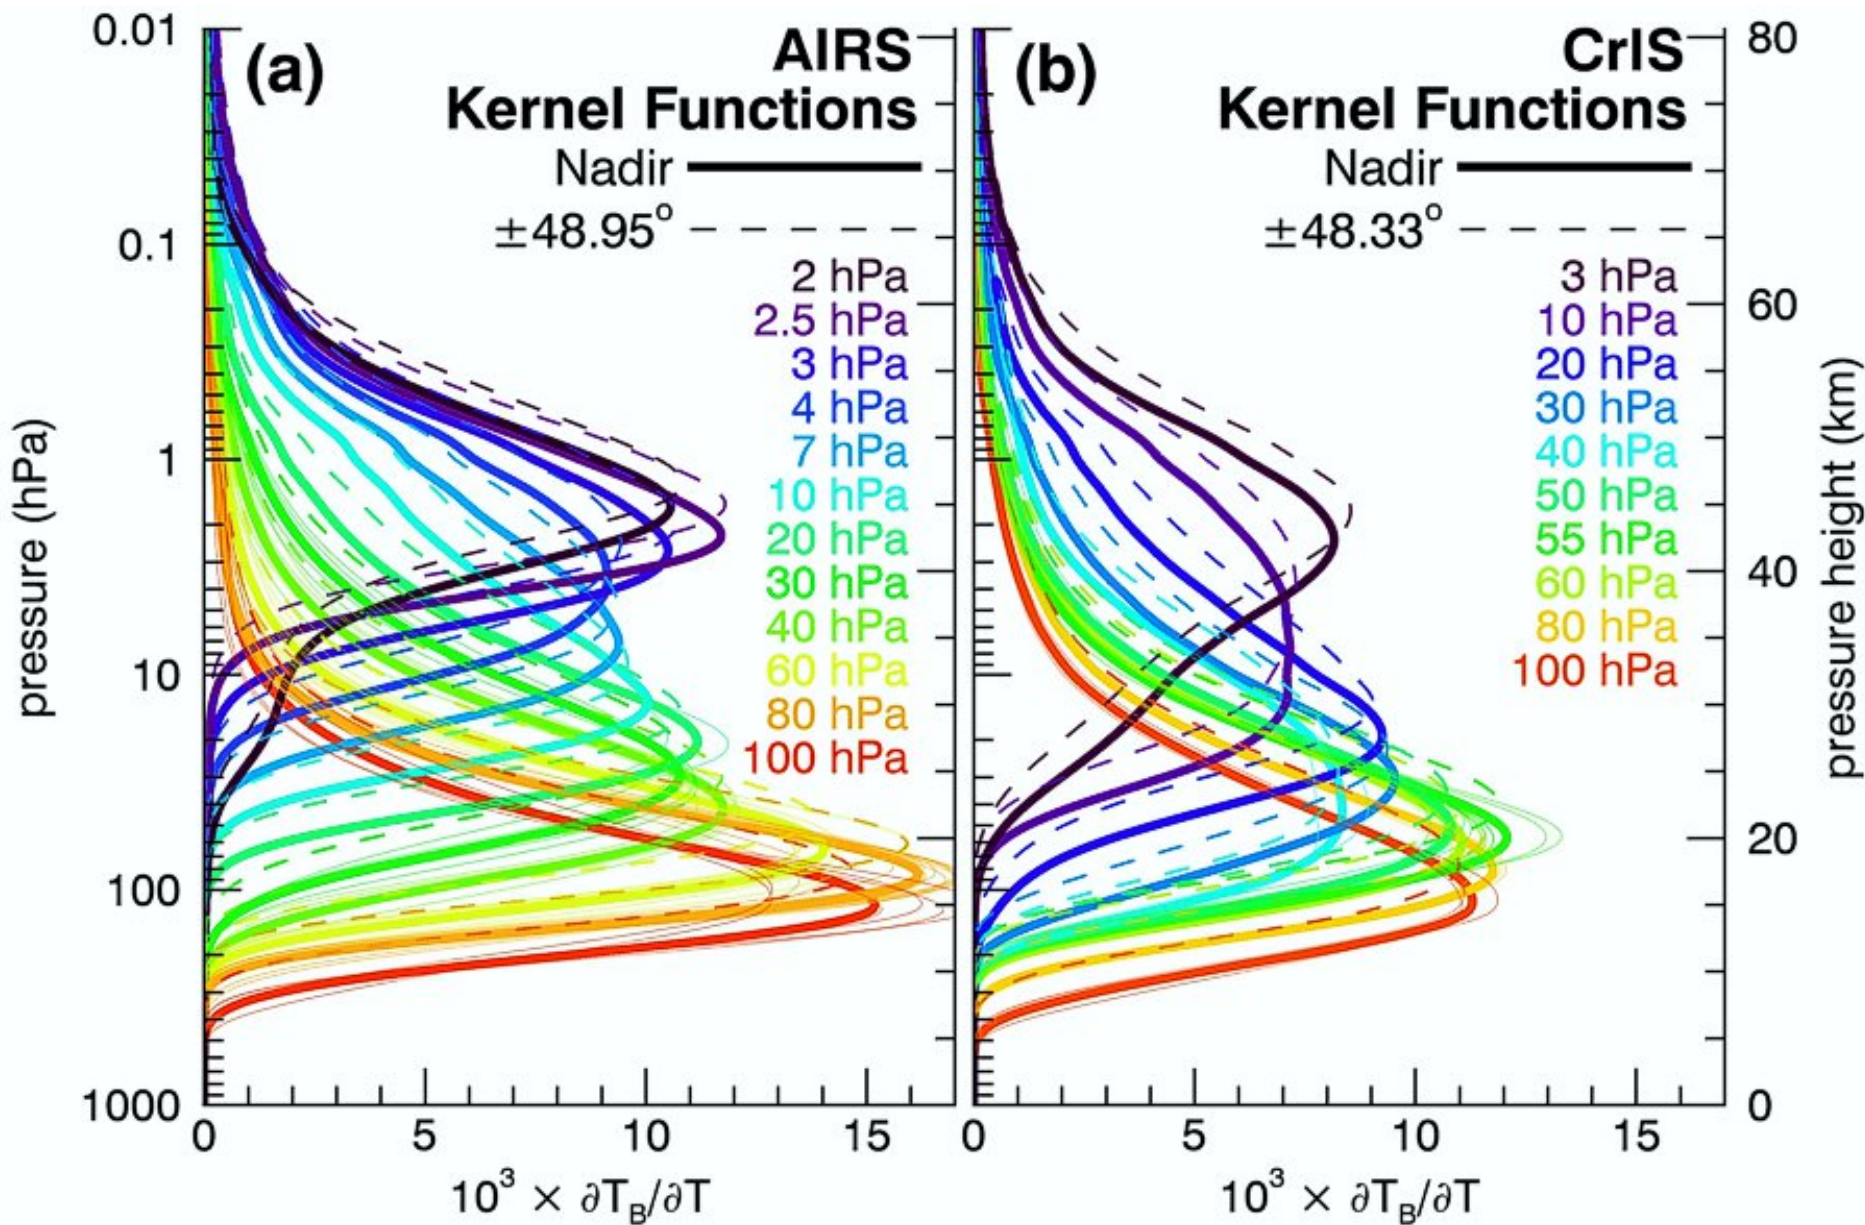 (a)
AIRS
Kernel Functions
Nadir
±48.95°
2 hPa
2.5 hPa
3 hPa
4 hPa
7 hPa
10 hPa
20 hPa
30 hPa
40 hPa
60 hPa
80 hPa
100 hPa
(b)
CrIS
Kernel Functions
Nadir
±48.33°
3 hPa
10 hPa
20 hPa
30 hPa
40 hPa
50 hPa
55 hPa
60 hPa
80 hPa
100 hPa
pressure (hPa)
0.01
0.1
1
10
100
1000
80
60
40
20
0
pressure height (km)
0 5 10 15
0 5 10 15
10³ × ∂T_B/∂T
10³ × ∂T_B/∂T